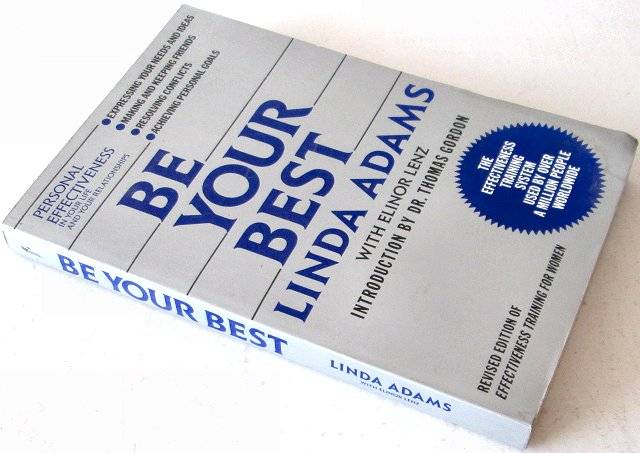 EXPRESSING YOUR NEEDS AND IDEAS
MAKING AND KEEPING FRIENDS
RESOLVING CONFLICTS
ACHIEVING PERSONAL GOALS
PERSONAL
EFFECTIVENESS
IN YOUR LIFE
AND YOUR RELATIONSHIPS
BE
YOUR
BEST
LINDA ADAMS
WITH ELINOR LENZ
INTRODUCTION BY DR. THOMAS GORDON
THE
EFFECTIVENESS
TRAINING
SYSTEM
USED BY OVER
A MILLION PEOPLE
WORLDWIDE
REVISED EDITION OF
EFFECTIVENESS TRAINING FOR WOMEN
BE YOUR BEST
LINDA ADAMS
WITH ELINOR LENZ